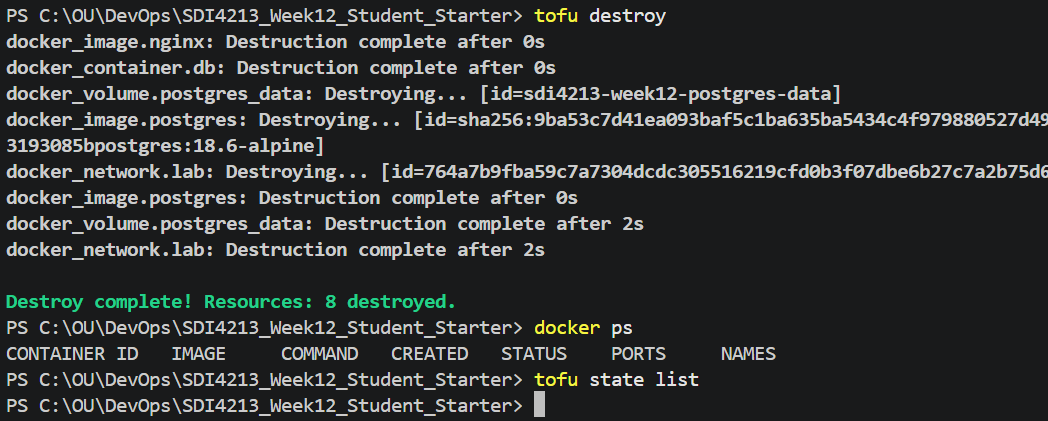 PS C:\OU\DevOps\SDI4213_Week12_Student_Starter> tofu destroy
docker_image.nginx: Destruction complete after 0s
docker_container.db: Destruction complete after 0s
docker_volume.postgres_data: Destroying... [id=sdi4213-week12-postgres-data]
docker_image.postgres: Destroying... [id=sha256:9ba53c7d41ea093baf5c1ba635ba5434c4f979880527d49
3193085bpostgres:18.6-alpine]
docker_network.lab: Destroying... [id=764a7b9fba59c7a7304dcdc305516219cfd0b3f07dbe6b27c7a2b75d6
docker_image.postgres: Destruction complete after 0s
docker_volume.postgres_data: Destruction complete after 2s
docker_network.lab: Destruction complete after 2s
Destroy complete! Resources: 8 destroyed.
PS C:\OU\DevOps\SDI4213_Week12_Student_Starter> docker ps
CONTAINER ID   IMAGE     COMMAND   CREATED   STATUS    PORTS     NAMES
PS C:\OU\DevOps\SDI4213_Week12_Student_Starter> tofu state list
PS C:\OU\DevOps\SDI4213_Week12_Student_Starter>